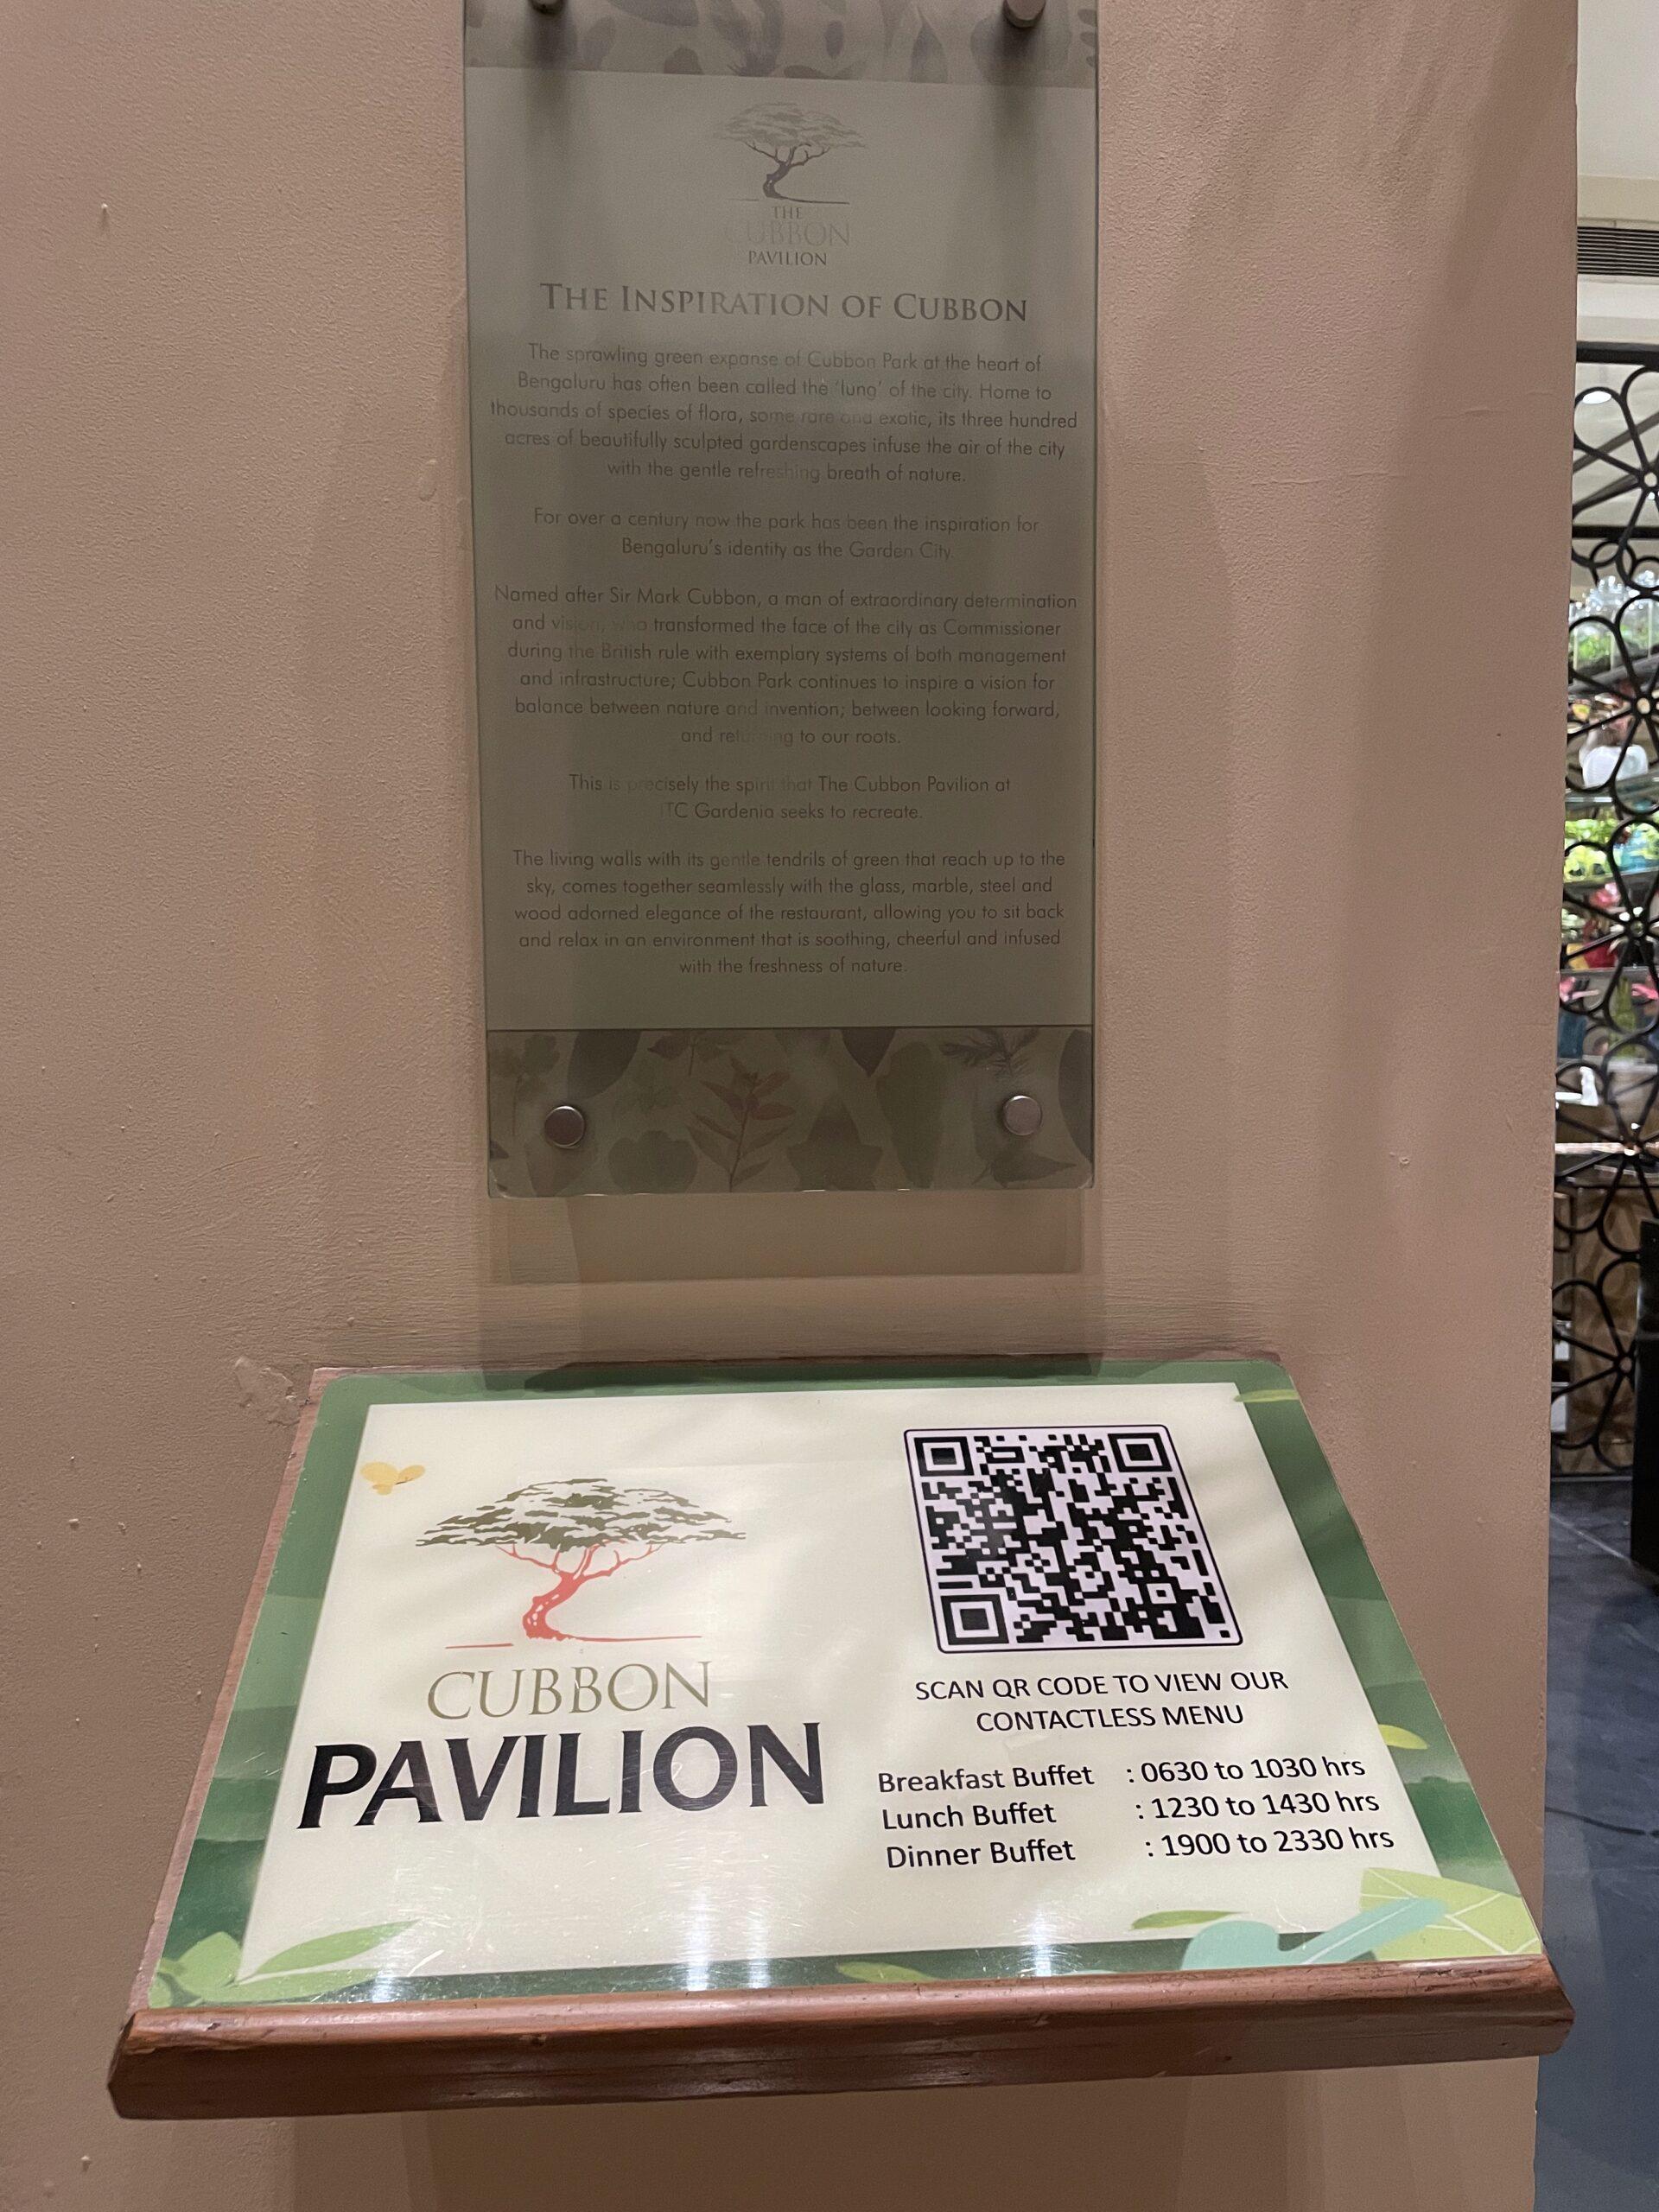 THE
CUBBON
PAVILION
THE INSPIRATION OF CUBBON
The sprawling green expanse of Cubbon Park at the heart of
Bengaluru has often been called the 'lung' of the city. Home to
thousands of species of flora, some rare and exotic, its three hundred
acres of beautifully sculpted gardenscapes infuse the air of the city
with the gentle refreshing breath of nature.
For over a century now the park has been the inspiration for
Bengaluru's identity as the Garden City.
Named after Sir Mark Cubbon, a man of extraordinary determination
and vision, who transformed the face of the city as Commissioner
during the British rule with exemplary systems of both management
and infrastructure; Cubbon Park continues to inspire a vision for
balance between nature and invention; between looking forward,
and returning to our roots.
This is precisely the spirit that The Cubbon Pavilion at
ITC Gardenia seeks to recreate.
The living walls with its gentle tendrils of green that reach up to the
sky, comes together seamlessly with the glass, marble, steel and
wood adorned elegance of the restaurant, allowing you to sit back
and relax in an environment that is soothing, cheerful and infused
with the freshness of nature.
CUBBON
PAVILION
SCAN QR CODE TO VIEW OUR
CONTACTLESS MENU
Breakfast Buffet : 0630 to 1030 hrs
Lunch Buffet : 1230 to 1430 hrs
Dinner Buffet : 1900 to 2330 hrs